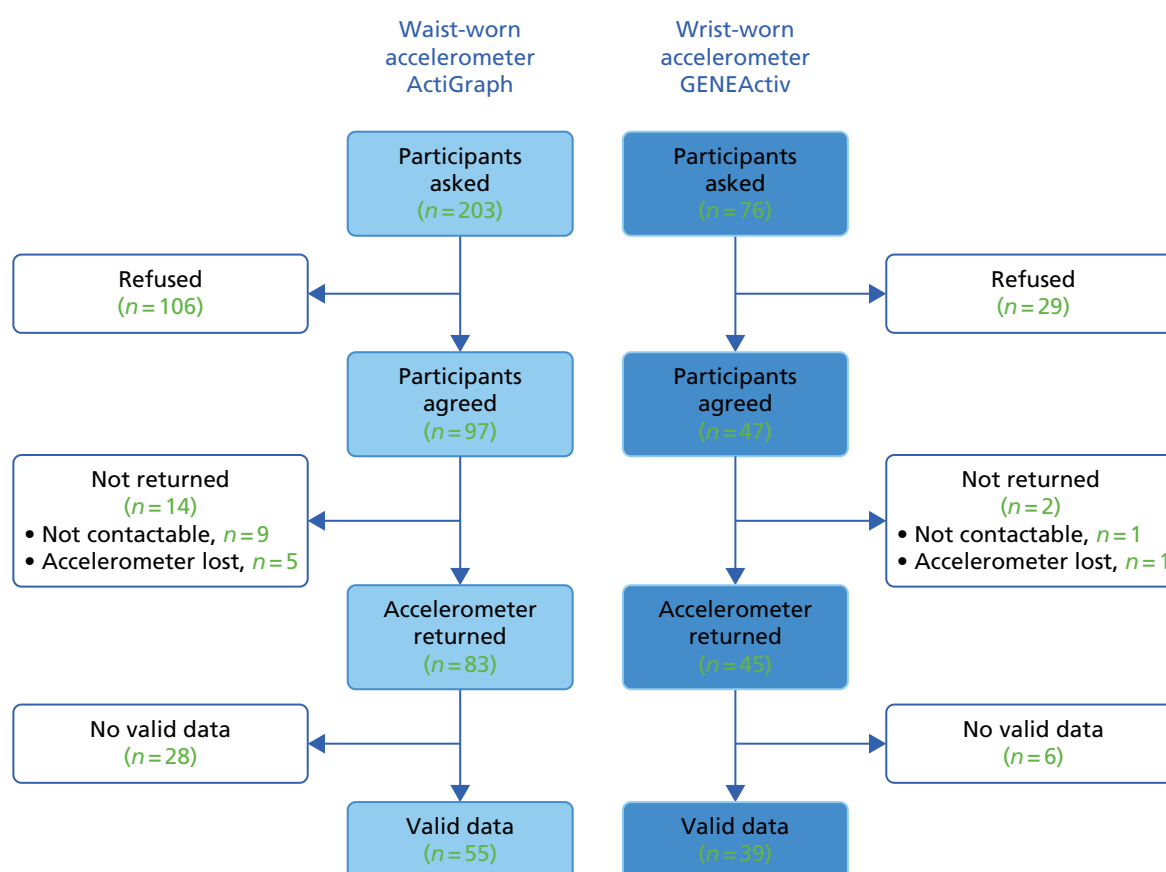 Waist-worn
accelerometer
ActiGraph
Wrist-worn
accelerometer
GENEActiv
Participants
asked
(n=203)
Participants
asked
(n=76)
Refused
(n=106)
Refused
(n=29)
Participants
agreed
(n=97)
Participants
agreed
(n=47)
Not returned
(n=14)
• Not contactable, n=9
• Accelerometer lost, n=5
Not returned
(n=2)
• Not contactable, n=1
• Accelerometer lost, n=1
Accelerometer
returned
(n=83)
Accelerometer
returned
(n=45)
No valid data
(n=28)
No valid data
(n=6)
Valid data
(n=55)
Valid data
(n=39)